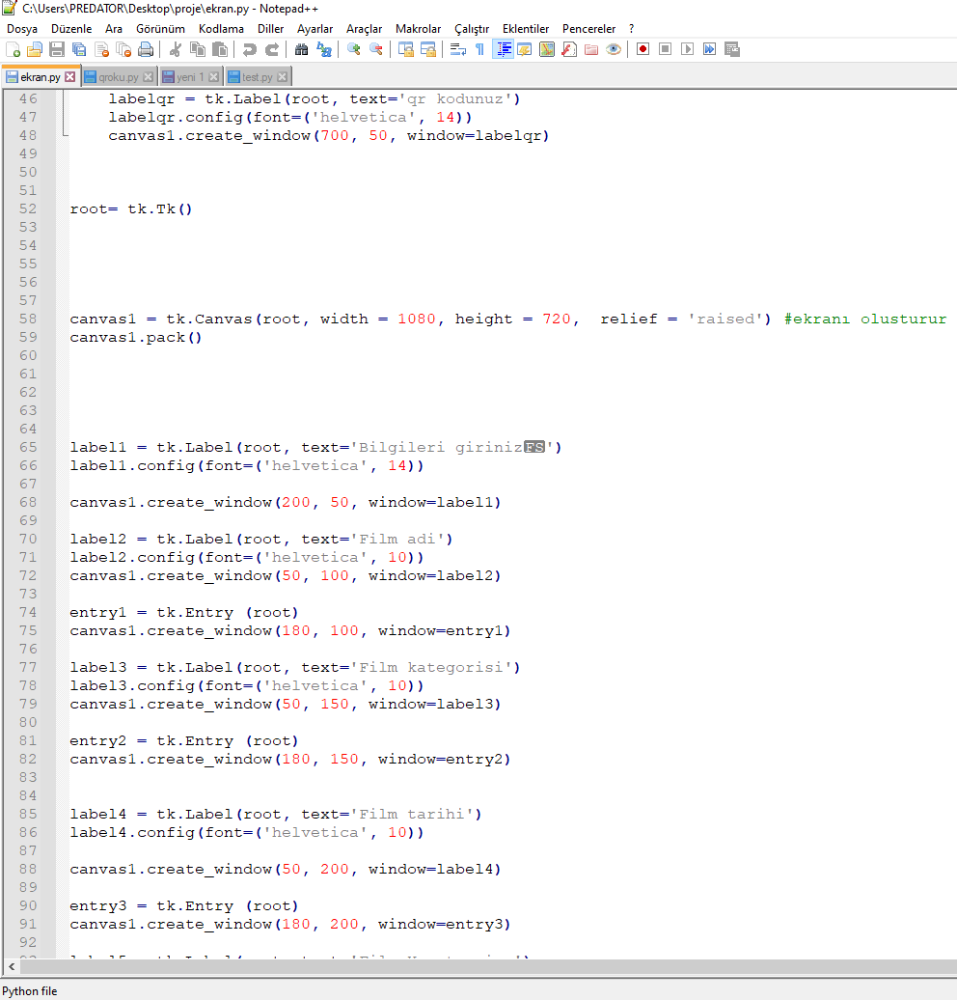 C:\Users\PREDATOR\Desktop\proje\ekran.py - Notepad++
Dosya Düzenle Ara Görünüm Kodlama Diller Ayarlar Araçlar Makrolar Çalıştır Eklentiler Pencereler ?
ekran.py qroku.py yeni 1 test.py
46 labelqr = tk.Label(root, text='qr kodunuz')
47 labelqr.config(font=('helvetica', 14))
48 canvas1.create_window(700, 50, window=labelqr)
49
50
51
52 root= tk.Tk()
53
54
55
56
57
58 canvas1 = tk.Canvas(root, width = 1080, height = 720,  relief = 'raised') #ekranı olusturur
59 canvas1.pack()
60
61
62
63
64
65 label1 = tk.Label(root, text='Bilgileri girinizFS')
66 label1.config(font=('helvetica', 14))
67
68 canvas1.create_window(200, 50, window=label1)
69
70 label2 = tk.Label(root, text='Film adi')
71 label2.config(font=('helvetica', 10))
72 canvas1.create_window(50, 100, window=label2)
73
74 entry1 = tk.Entry (root)
75 canvas1.create_window(180, 100, window=entry1)
76
77 label3 = tk.Label(root, text='Film kategorisi')
78 label3.config(font=('helvetica', 10))
79 canvas1.create_window(50, 150, window=label3)
80
81 entry2 = tk.Entry (root)
82 canvas1.create_window(180, 150, window=entry2)
83
84
85 label4 = tk.Label(root, text='Film tarihi')
86 label4.config(font=('helvetica', 10))
87
88 canvas1.create_window(50, 200, window=label4)
89
90 entry3 = tk.Entry (root)
91 canvas1.create_window(180, 200, window=entry3)
92
Python file